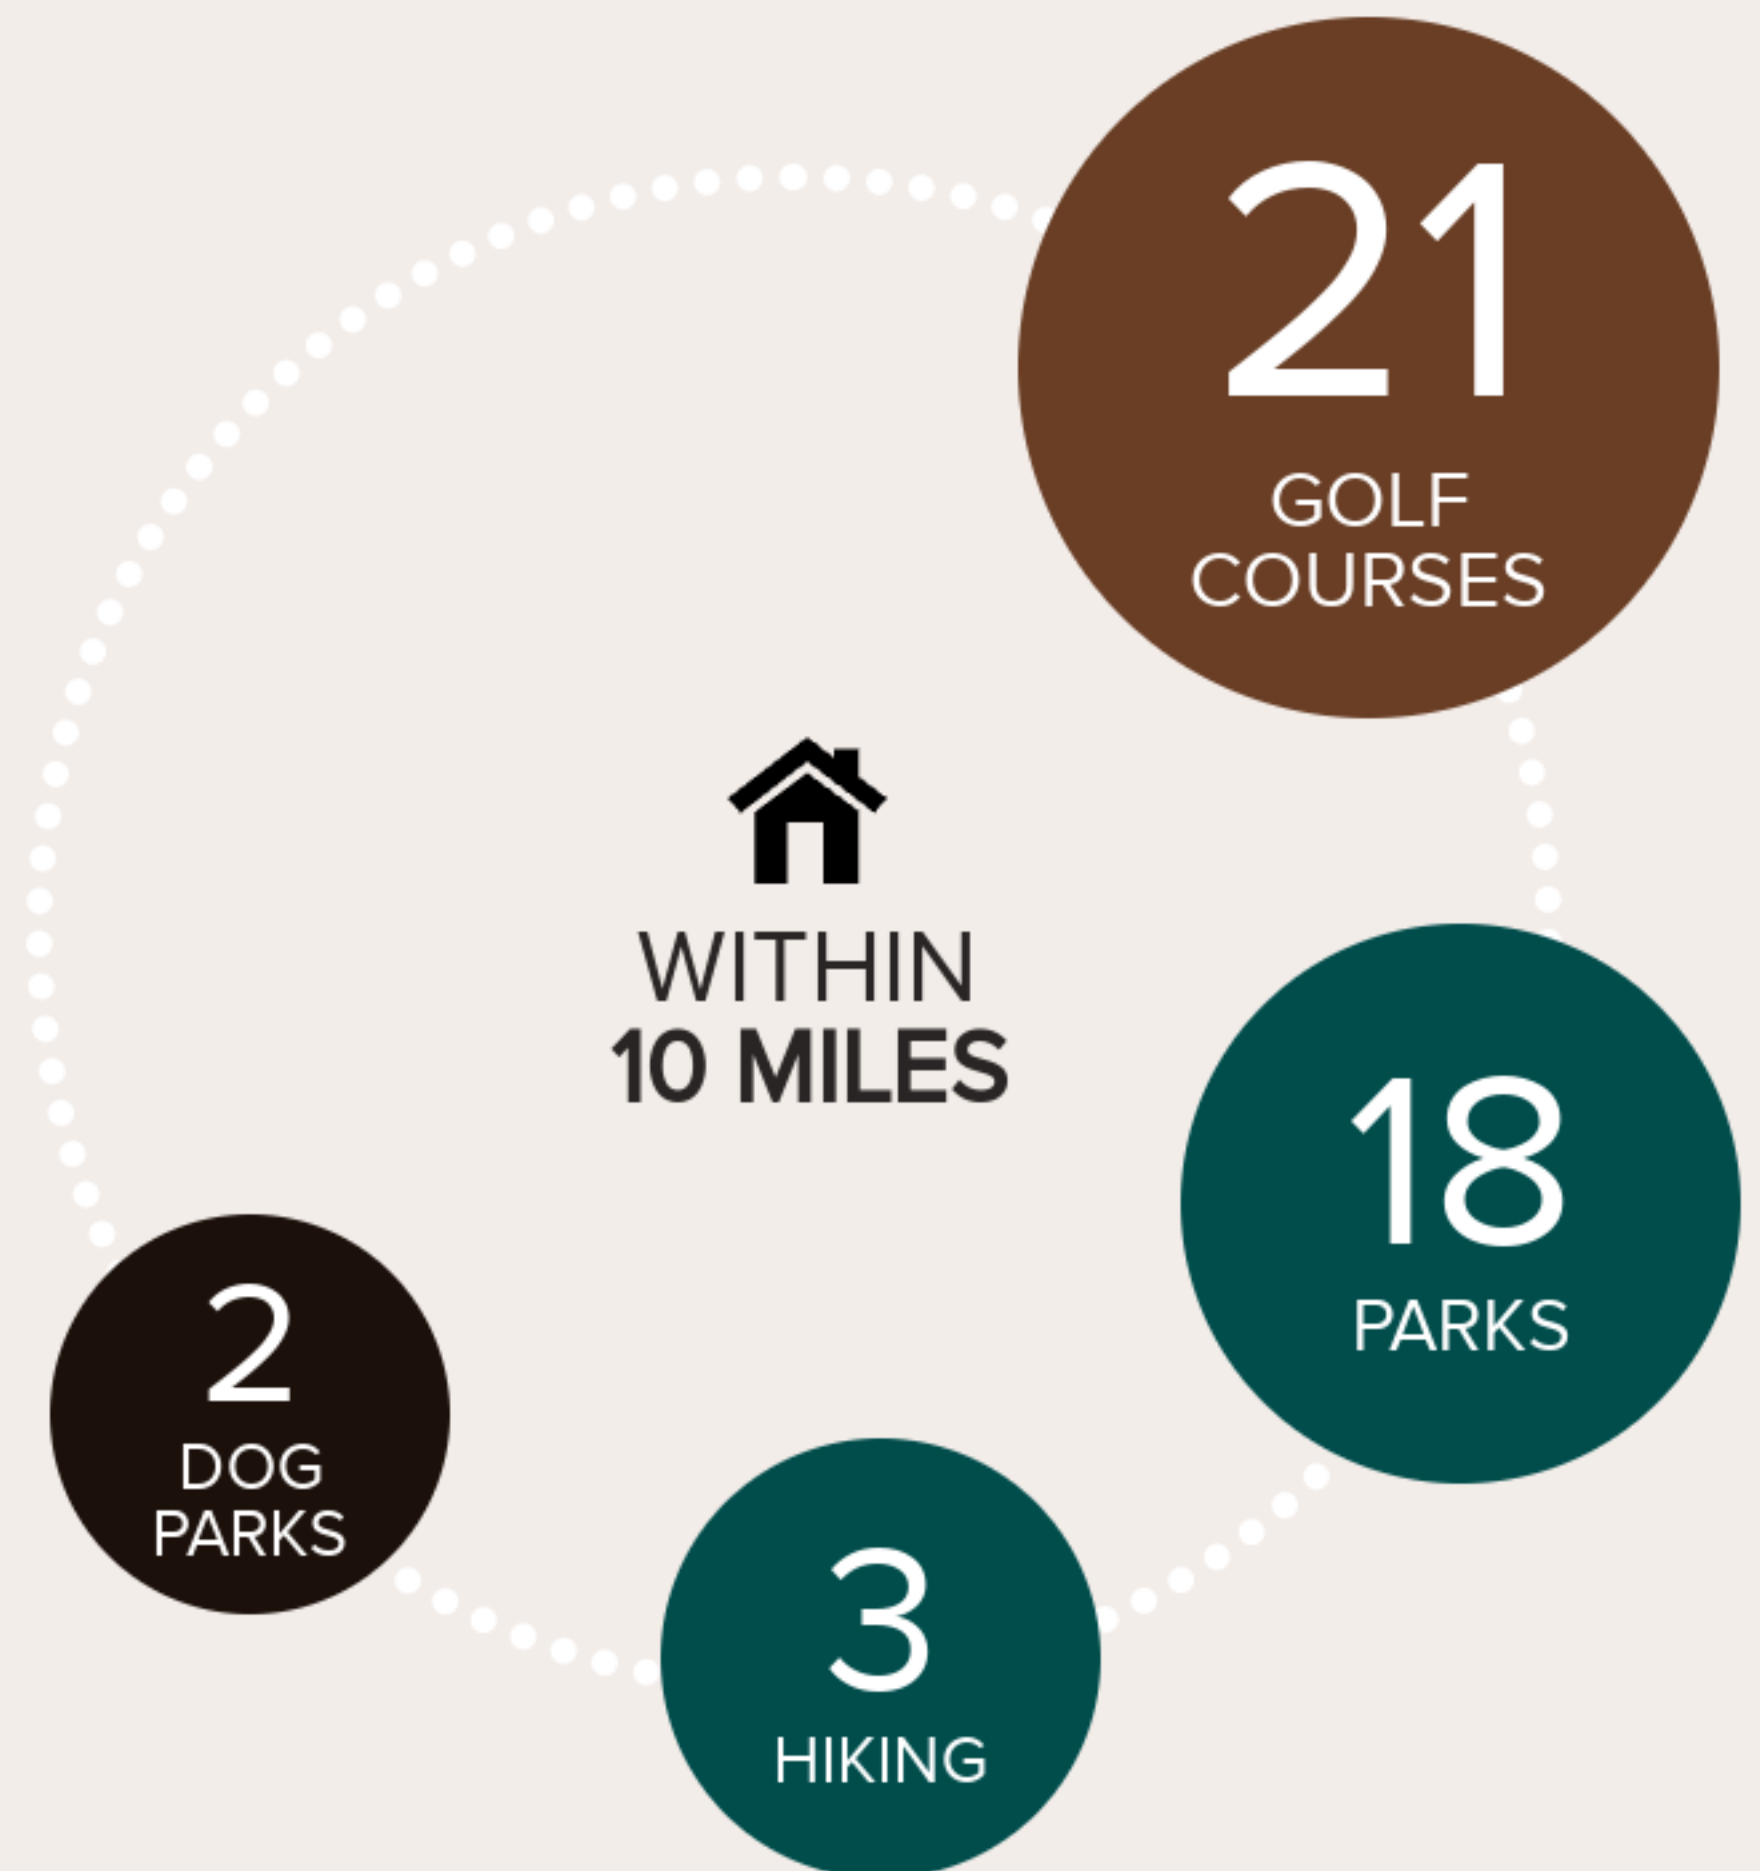 21
GOLF
COURSES
WITHIN
10 MILES
18
PARKS
2
DOG
PARKS
3
HIKING